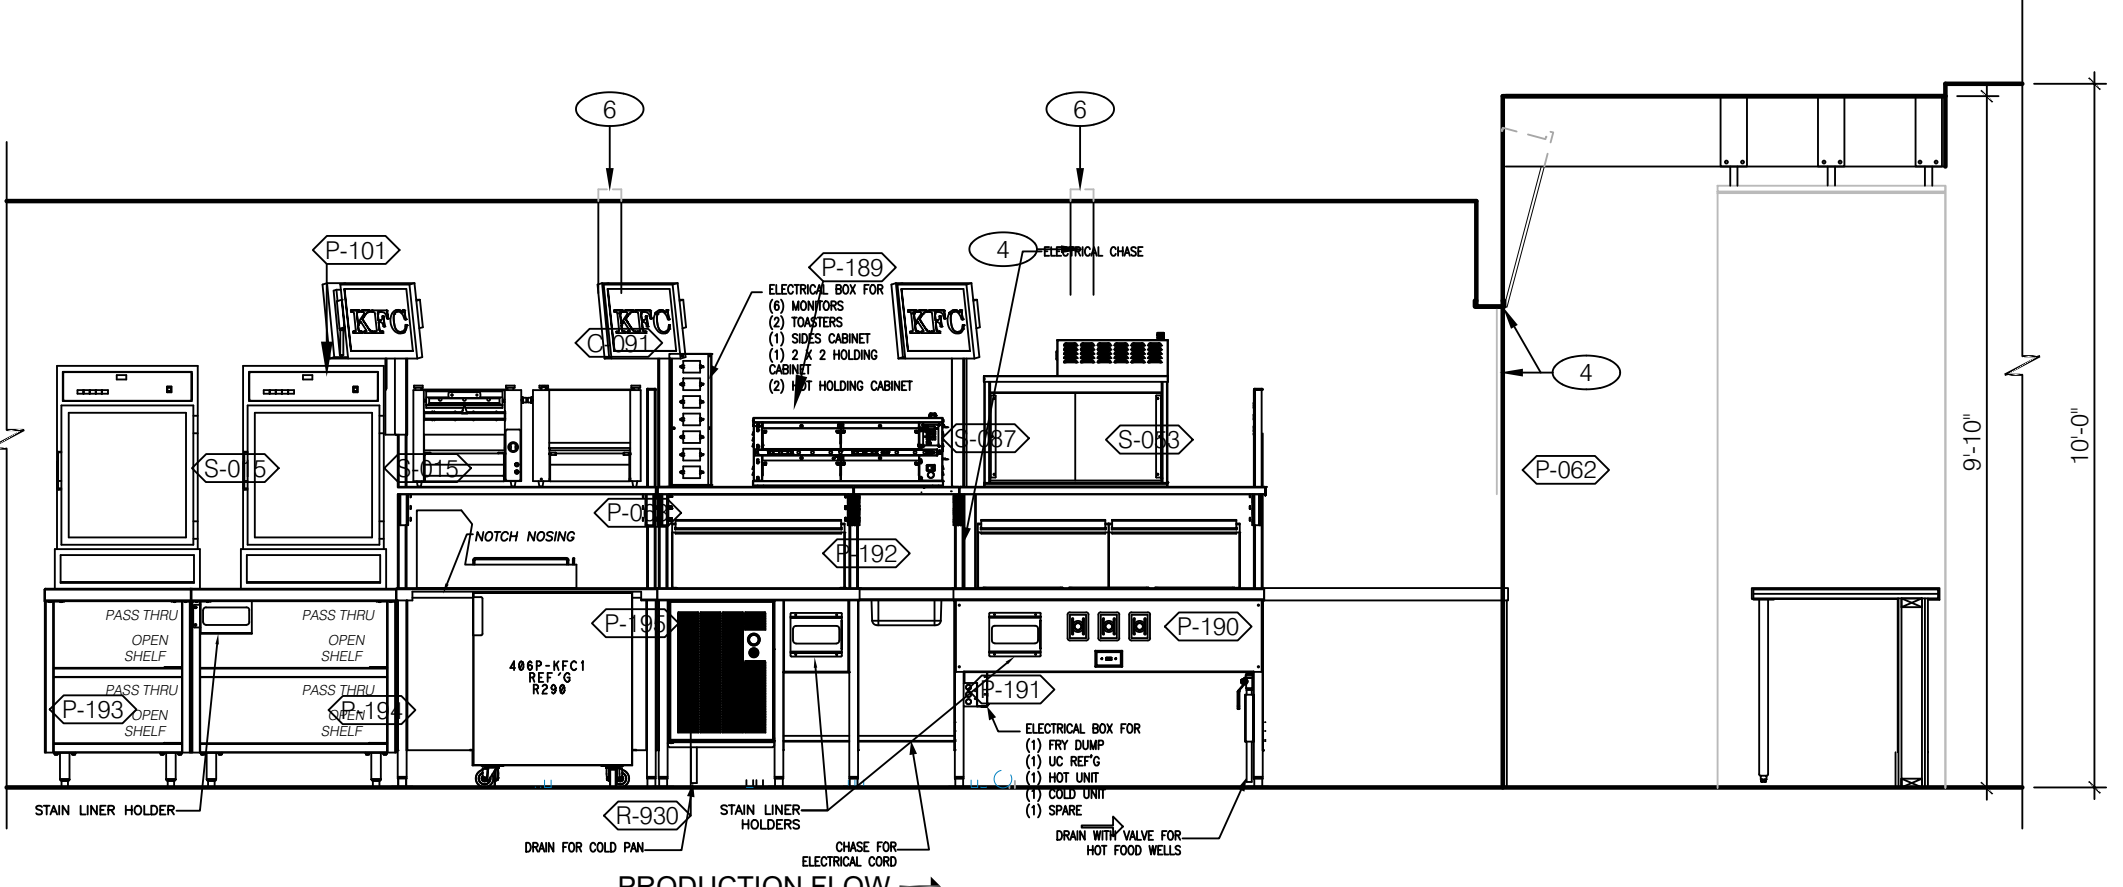 6
6
P-101
4
ELECTRICAL CHASE
P-189
ELECTRICAL BOX FOR
(6) MONITORS
(2) TOASTERS
(1) SIDES CABINET
(1) 2 X 2 HOLDING
CABINET
(2) HOT HOLDING CABINET
KFC
KFC
KFC
C-091
4
9'-10"
10'-0"
S-015
S-015
S-087
S-053
P-062
NOTCH NOSING
P-192
PASS THRU
OPEN
SHELF
PASS THRU
OPEN
SHELF
P-195
P-190
406P-KFC1
REF'G
R290
PASS THRU
OPEN
SHELF
PASS THRU
OPEN
SHELF
P-193
P-194
P-191
ELECTRICAL BOX FOR
(1) FRY DUMP
(1) UC REF'G
(1) HOT UNIT
(1) COLD UNIT
(1) SPARE
STAIN LINER HOLDER
R-930
STAIN LINER
HOLDERS
DRAIN WITH VALVE FOR
HOT FOOD WELLS
DRAIN FOR COLD PAN
CHASE FOR
ELECTRICAL CORD
PRODUCTION FLOW